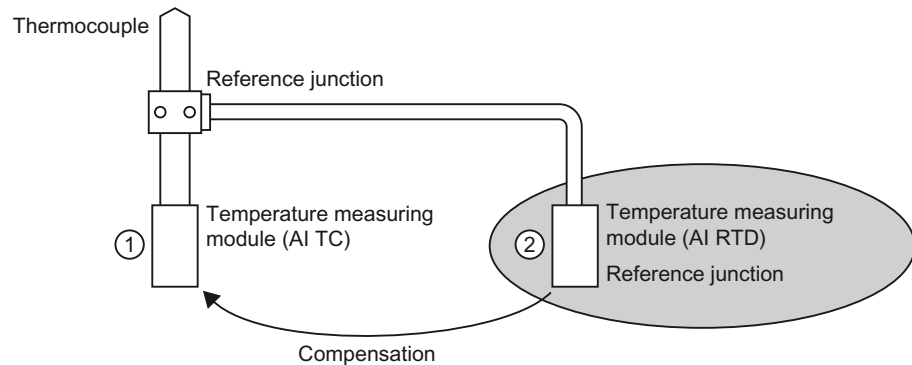 Thermocouple
Reference junction
1
Temperature measuring
module (AI TC)
2
Temperature measuring
module (AI RTD)
Reference junction
Compensation